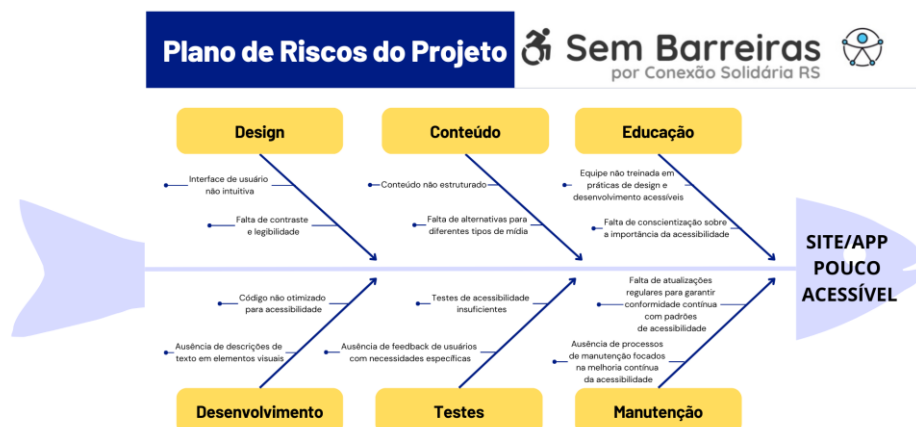 Plano de Riscos do Projeto
Sem Barreiras
por Conexão Solidária RS
Design
Conteúdo
Educação
Interface de usuário
não intuitiva
Falta de contraste
e legibilidade
Conteúdo não estruturado
Falta de alternativas para
diferentes tipos de mídia
Equipe não treinada em
práticas de design e
desenvolvimento acessíveis
Falta de conscientização sobre
a importância da acessibilidade
SITE/APP
POUCO
ACESSÍVEL
Código não otimizado
para acessibilidade
Ausência de descrições de
texto em elementos visuais
Testes de acessibilidade
insuficientes
Ausência de feedback de usuários
com necessidades específicas
Falta de atualizações
regulares para garantir
conformidade contínua
com padrões
de acessibilidade
Ausência de processos
de manutenção focados
na melhoria contínua
da acessibilidade
Desenvolvimento
Testes
Manutenção